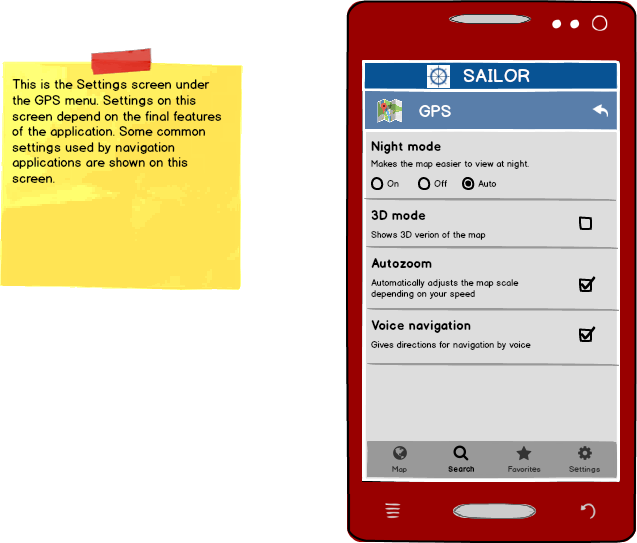 This is the Settings screen under
the GPS menu. Settings on this
screen depend on the final features
of the application. Some common
settings used by navigation
applications are shown on this
screen.
SAILOR
GPS
Night mode
Makes the map easier to view at night.
On Off Auto
3D mode
Shows 3D verion of the map
Autozoom
Automatically adjusts the map scale
depending on your speed
Voice navigation
Gives directions for navigation by voice
Map Search Favorites Settings